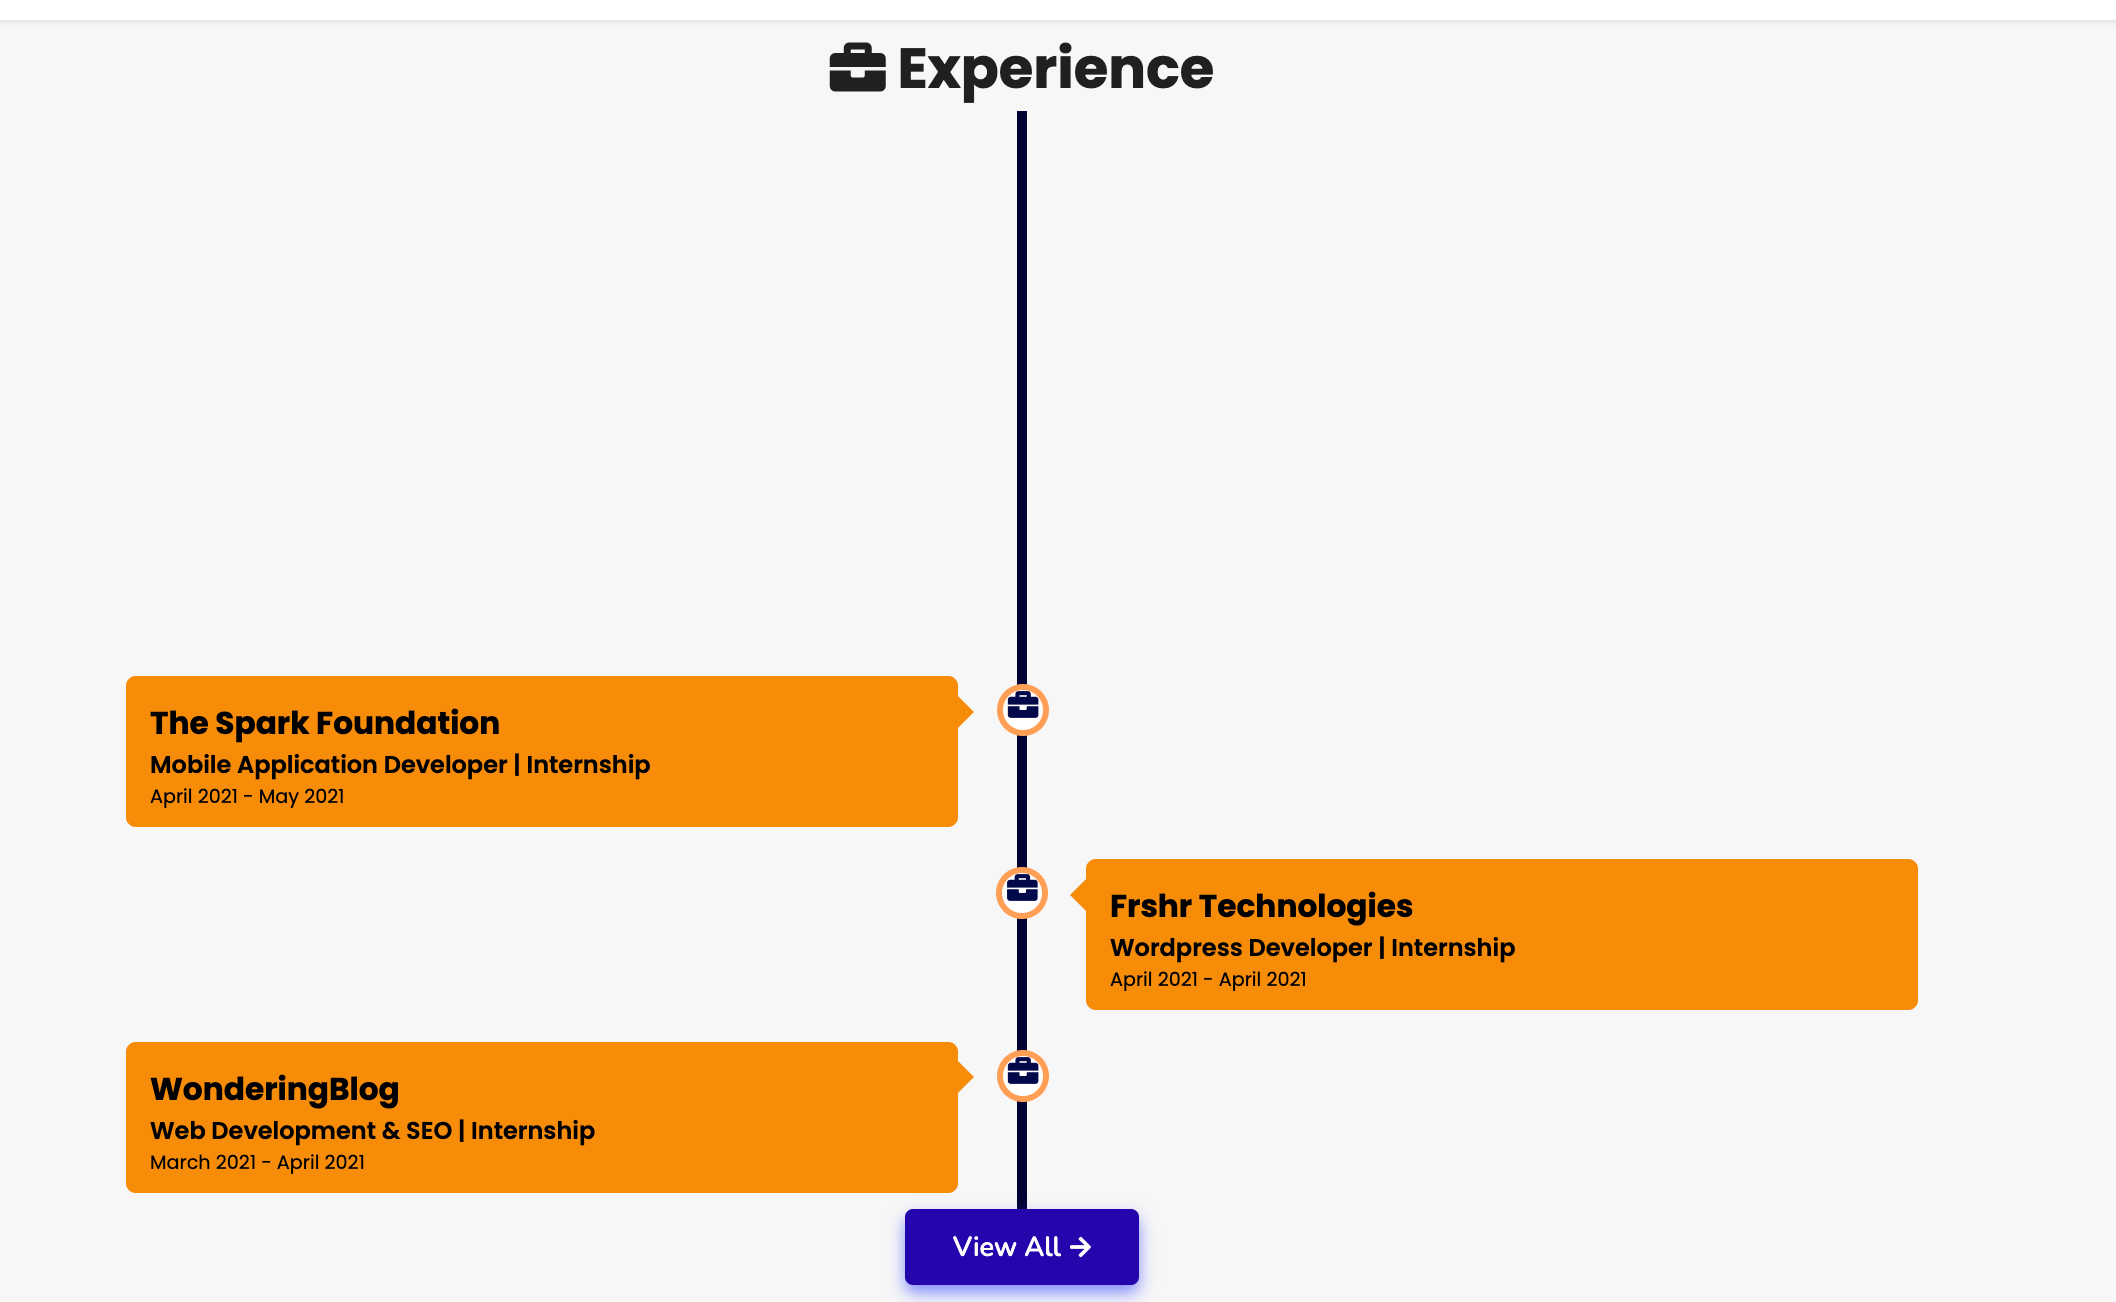 Experience
The Spark Foundation
Mobile Application Developer | Internship
April 2021 - May 2021
Frshr Technologies
Wordpress Developer | Internship
April 2021 - April 2021
WonderingBlog
Web Development & SEO | Internship
March 2021 - April 2021
View All →